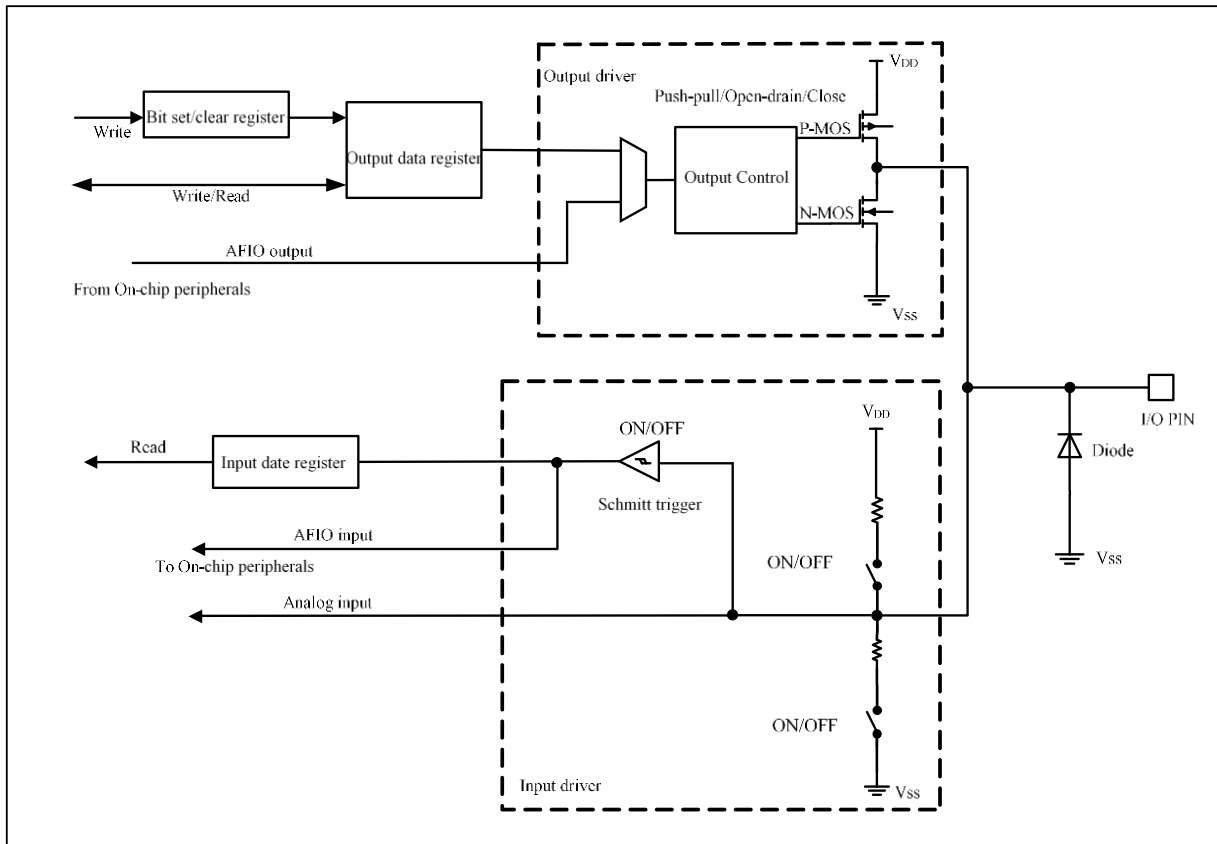 Output driver
VDD
Push-pull/Open-drain/Close
Bit set/clear register
Write
P-MOS
Output data register
Output Control
Write/Read
N-MOS
AFIO output
From On-chip peripherals
VSS
I/O PIN
VDD
Read
Input date register
ON/OFF
Diode
Schmitt trigger
AFIO input
To On-chip peripherals
ON/OFF
VSS
Analog input
ON/OFF
Input driver
VSS